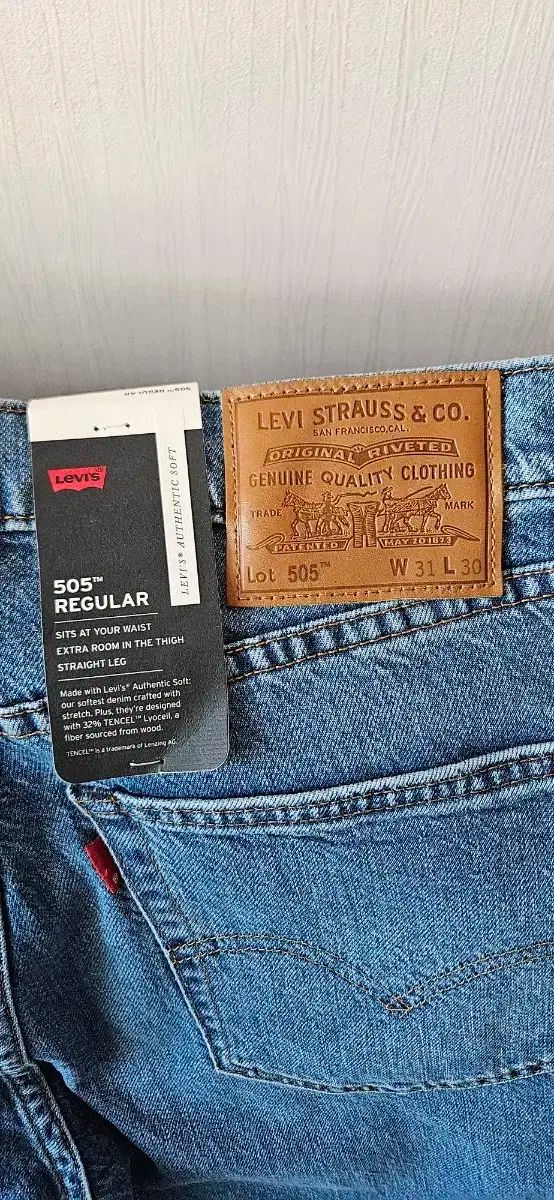 505™ REGULAR
Levi's®
LEVI'S® AUTHENTIC SOFT
505™
REGULAR
SITS AT YOUR WAIST
EXTRA ROOM IN THE THIGH
STRAIGHT LEG
Made with Levi's® Authentic Soft:
our softest denim crafted with
stretch. Plus, they're designed
with 32% TENCEL™ Lyocell, a
fiber sourced from wood.
TENCEL™ is a trademark of Lenzing AG.
LEVI STRAUSS & CO.
SAN FRANCISCO, CAL.
ORIGINAL RIVETED
GENUINE QUALITY CLOTHING
TRADE MARK
PATENTED MAY 20 1873
Lot 505™ W 31 L 30